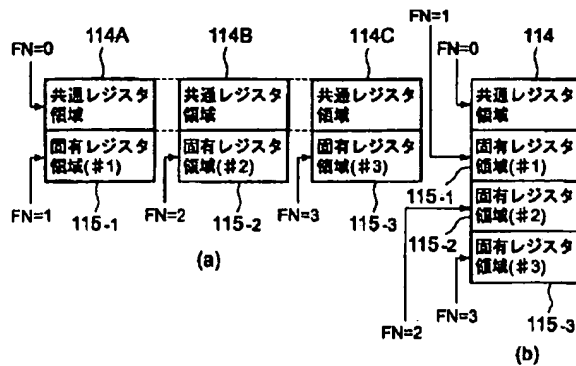 FN=0
114A
114B
114C
共通レジスタ
領域
固有レジスタ
領域(#1)
共通レジスタ
領域
固有レジスタ
領域(#2)
共通レジスタ
領域
固有レジスタ
領域(#3)
FN=1
115-1
FN=2
115-2
FN=3
115-3
(a)
FN=1
FN=0
114
共通レジスタ
領域
固有レジスタ
領域(#1)
115-1
固有レジスタ
領域(#2)
115-2
固有レジスタ
領域(#3)
FN=2
FN=3
115-3
(b)